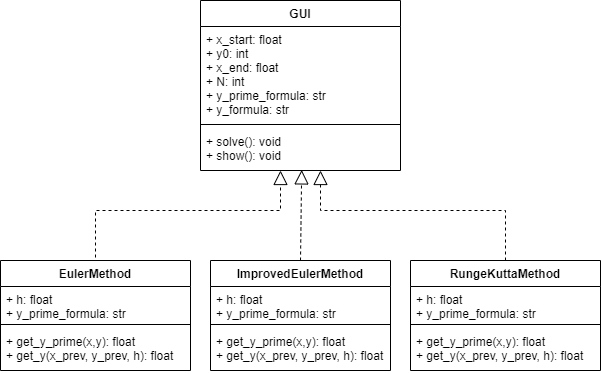 GUI
+ x_start: float
+ y0: int
+ x_end: float
+ N: int
+ y_prime_formula: str
+ y_formula: str
+ solve(): void
+ show(): void
EulerMethod
+ h: float
+ y_prime_formula: str
+ get_y_prime(x,y): float
+ get_y(x_prev, y_prev, h): float
ImprovedEulerMethod
+ h: float
+ y_prime_formula: str
+ get_y_prime(x,y): float
+ get_y(x_prev, y_prev, h): float
RungeKuttaMethod
+ h: float
+ y_prime_formula: str
+ get_y_prime(x,y): float
+ get_y(x_prev, y_prev, h): float